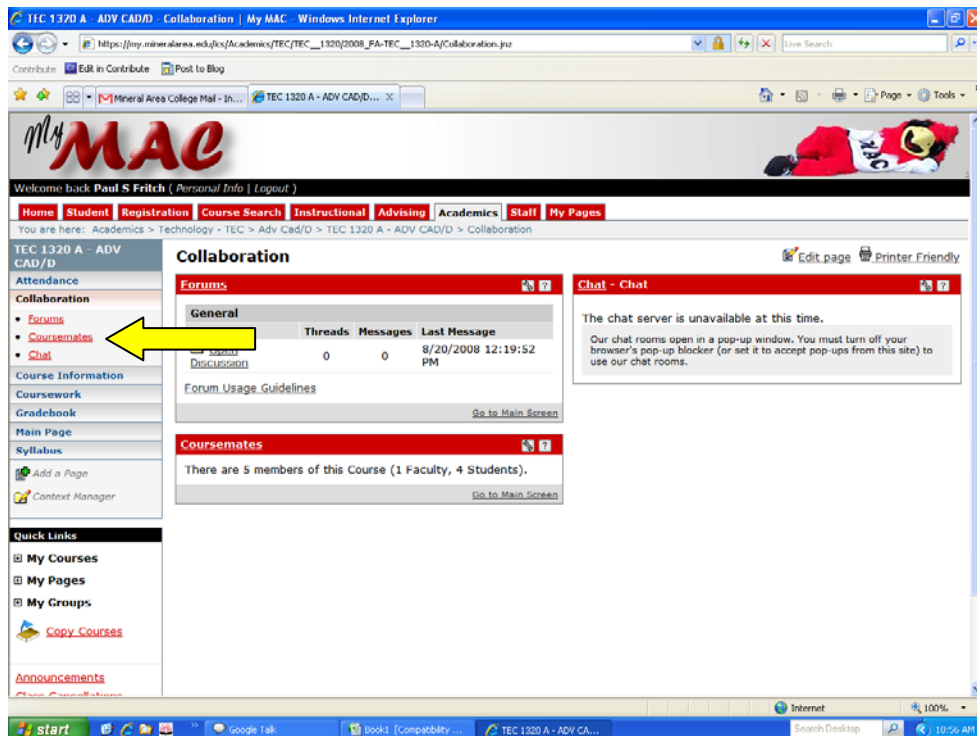 TEC 1320 A - ADV CAD/D - Collaboration | My MAC - Windows Internet Explorer
https://my.mineralarea.edu/ics/Academics/TEC/TEC__1320/2008_FA-TEC__1320-A/Collaboration.jnz
Live Search
Contribute Edit in Contribute Post to Blog
Mineral Area College Mail - In... TEC 1320 A - ADV CAD/D... Page Tools
My MAC
MAC
Welcome back Paul S Fritch ( Personal Info | Logout )
Home Student Registration Course Search Instructional Advising Academics Staff My Pages
You are here: Academics > Technology - TEC > Adv Cad/D > TEC 1320 A - ADV CAD/D > Collaboration
TEC 1320 A - ADV CAD/D
Attendance
Collaboration
Forums
Coursemates
Chat
Course Information
Coursework
Gradebook
Main Page
Syllabus
Add a Page
Context Manager
Quick Links
My Courses
My Pages
My Groups
Copy Courses
Announcements
Class Cancellations
Collaboration
Edit page Printer Friendly
Forums
General
Threads Messages Last Message
Open Discussion 0 0 8/20/2008 12:19:52 PM
Forum Usage Guidelines
Go to Main Screen
Coursemates
There are 5 members of this Course (1 Faculty, 4 Students).
Go to Main Screen
Chat - Chat
The chat server is unavailable at this time.
Our chat rooms open in a pop-up window. You must turn off your
browser's pop-up blocker (or set it to accept pop-ups from this site) to
use our chat rooms.
Internet 100%
start Google Talk Book1 [Compatibility ... TEC 1320 A - ADV CA... Search Desktop 10:56 AM